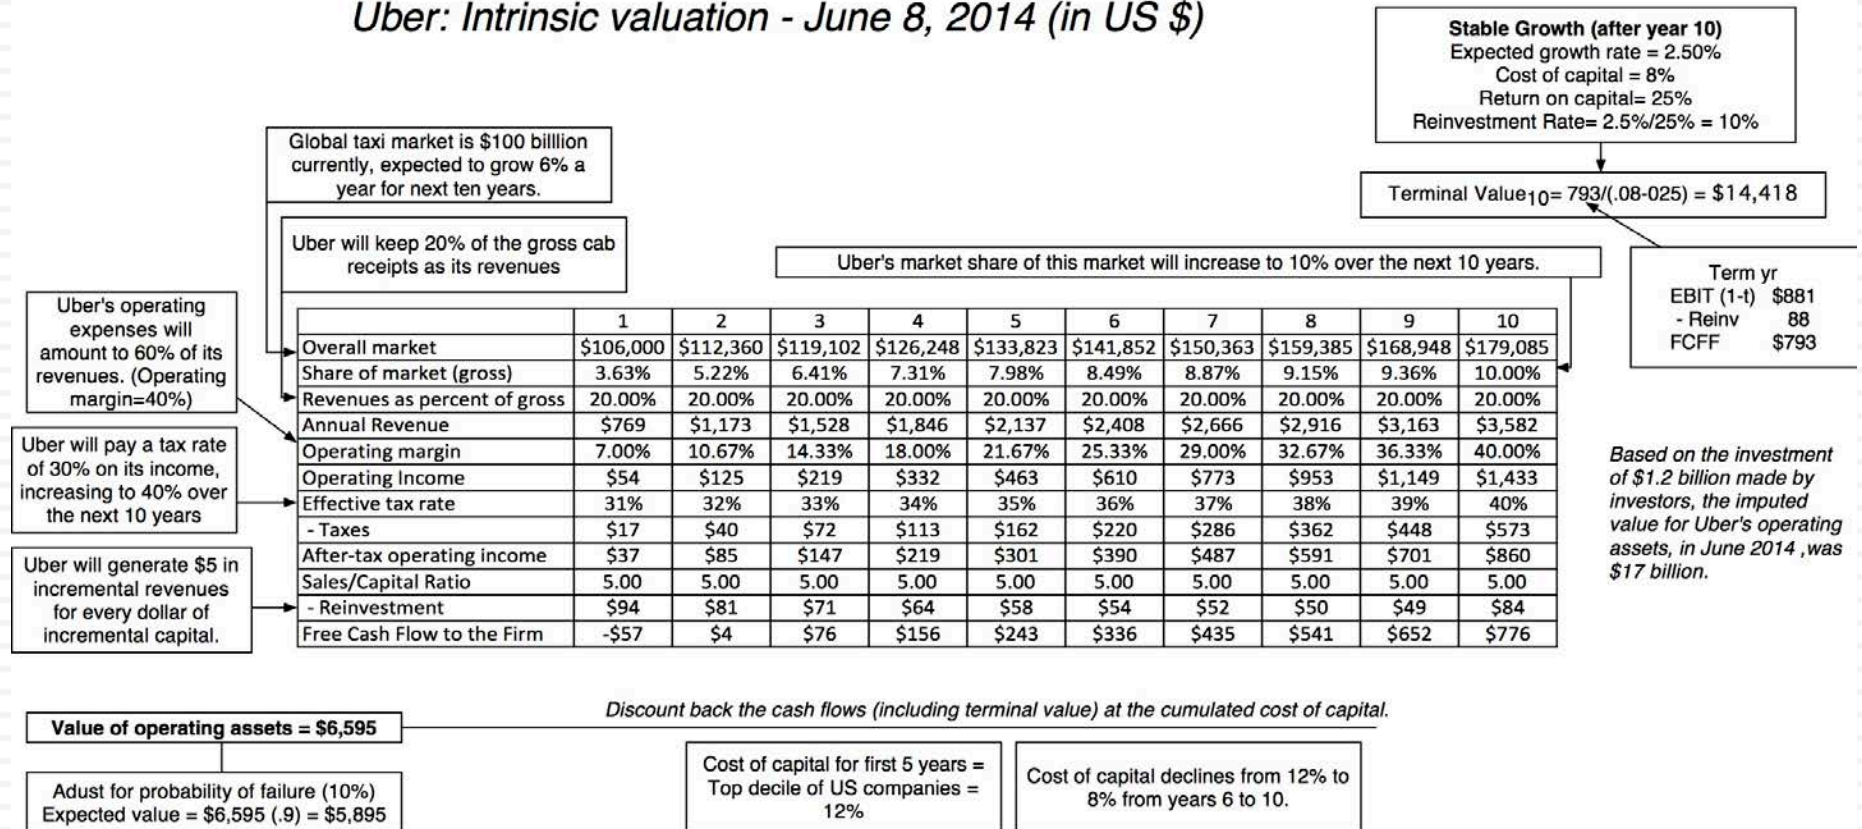 Uber: Intrinsic valuation - June 8, 2014 (in US $)
Stable Growth (after year 10)
Expected growth rate = 2.50%
Cost of capital = 8%
Return on capital= 25%
Reinvestment Rate= 2.5%/25% = 10%
Terminal Value10= 793/(.08-025) = $14,418
Term yr
EBIT (1-t) $881
- Reinv 88
FCFF $793
Global taxi market is $100 billlion
currently, expected to grow 6% a
year for next ten years.
Uber will keep 20% of the gross cab
receipts as its revenues
Uber's market share of this market will increase to 10% over the next 10 years.
Uber's operating
expenses will
amount to 60% of its
revenues. (Operating
margin=40%)
Uber will pay a tax rate
of 30% on its income,
increasing to 40% over
the next 10 years
Uber will generate $5 in
incremental revenues
for every dollar of
incremental capital.
1 2 3 4 5 6 7 8 9 10
Overall market $106,000 $112,360 $119,102 $126,248 $133,823 $141,852 $150,363 $159,385 $168,948 $179,085
Share of market (gross) 3.63% 5.22% 6.41% 7.31% 7.98% 8.49% 8.87% 9.15% 9.36% 10.00%
Revenues as percent of gross 20.00% 20.00% 20.00% 20.00% 20.00% 20.00% 20.00% 20.00% 20.00% 20.00%
Annual Revenue $769 $1,173 $1,528 $1,846 $2,137 $2,408 $2,666 $2,916 $3,163 $3,582
Operating margin 7.00% 10.67% 14.33% 18.00% 21.67% 25.33% 29.00% 32.67% 36.33% 40.00%
Operating Income $54 $125 $219 $332 $463 $610 $773 $953 $1,149 $1,433
Effective tax rate 31% 32% 33% 34% 35% 36% 37% 38% 39% 40%
- Taxes $17 $40 $72 $113 $162 $220 $286 $362 $448 $573
After-tax operating income $37 $85 $147 $219 $301 $390 $487 $591 $701 $860
Sales/Capital Ratio 5.00 5.00 5.00 5.00 5.00 5.00 5.00 5.00 5.00 5.00
- Reinvestment $94 $81 $71 $64 $58 $54 $52 $50 $49 $84
Free Cash Flow to the Firm -$57 $4 $76 $156 $243 $336 $435 $541 $652 $776
Based on the investment
of $1.2 billion made by
investors, the imputed
value for Uber's operating
assets, in June 2014 ,was
$17 billion.
Discount back the cash flows (including terminal value) at the cumulated cost of capital.
Value of operating assets = $6,595
Adust for probability of failure (10%)
Expected value = $6,595 (.9) = $5,895
Cost of capital for first 5 years =
Top decile of US companies =
12%
Cost of capital declines from 12% to
8% from years 6 to 10.